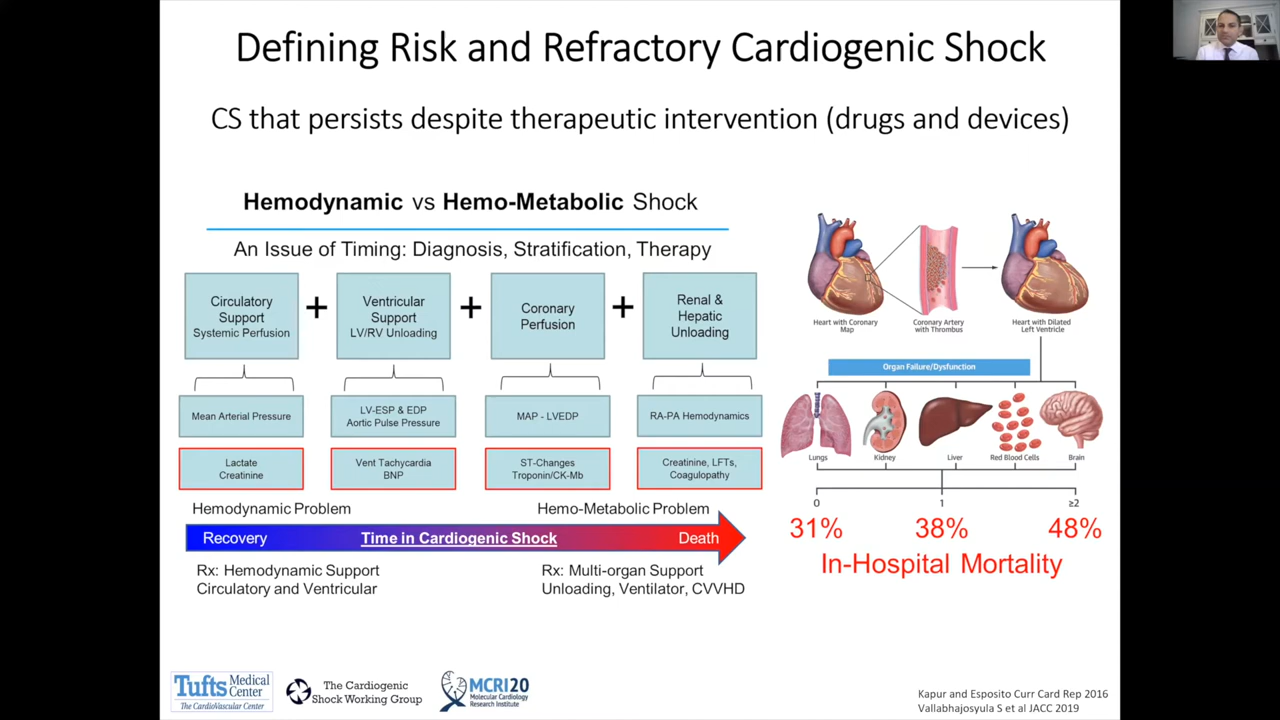 Defining Risk and Refractory Cardiogenic Shock
CS that persists despite therapeutic intervention (drugs and devices)
Hemodynamic vs Hemo-Metabolic Shock
An Issue of Timing: Diagnosis, Stratification, Therapy
Circulatory
Support
Systemic Perfusion
+
Ventricular
Support
LV/RV Unloading
+
Coronary
Perfusion
+
Renal &
Hepatic
Unloading
Mean Arterial Pressure
LV-ESP & EDP
Aortic Pulse Pressure
MAP - LVEDP
RA-PA Hemodynamics
Lactate
Creatinine
Vent Tachycardia
BNP
ST-Changes
Troponin/CK-Mb
Creatinine, LFTs,
Coagulopathy
Hemodynamic Problem
Hemo-Metabolic Problem
Recovery
Time in Cardiogenic Shock
Death
Rx: Hemodynamic Support
Circulatory and Ventricular
Rx: Multi-organ Support
Unloading, Ventilator, CVVHD
Heart with Coronary
Map
Coronary Artery
with Thrombus
Heart with Dilated
Left Ventricle
Organ Failure/Dysfunction
Lungs
Kidney
Liver
Red Blood Cells
Brain
0
1
≥2
31%
38%
48%
In-Hospital Mortality
Tufts Medical
Center
The CardioVascular Center
The Cardiogenic
Shock Working Group
MCRI20
Molecular Cardiology
Research Institute
Kapur and Esposito Curr Card Rep 2016
Vallabhajosyula S et al JACC 2019